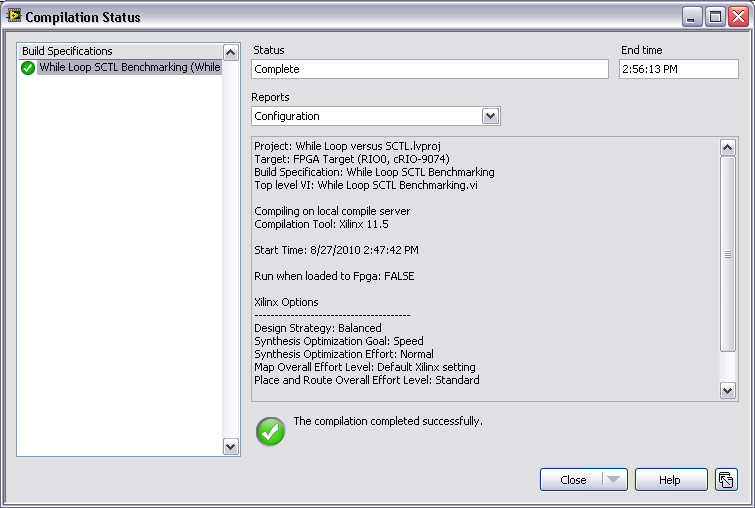 Compilation Status
Build Specifications
While Loop SCTL Benchmarking (While
Status
Complete
End time
2:56:13 PM
Reports
Configuration
Project: While Loop versus SCTL.lvproj
Target: FPGA Target (RIO0, cRIO-9074)
Build Specification: While Loop SCTL Benchmarking
Top level VI: While Loop SCTL Benchmarking.vi
Compiling on local compile server
Compilation Tool: Xilinx 11.5
Start Time: 8/27/2010 2:47:42 PM
Run when loaded to Fpga: FALSE
Xilinx Options
---------------------------------------
Design Strategy: Balanced
Synthesis Optimization Goal: Speed
Synthesis Optimization Effort: Normal
Map Overall Effort Level: Default Xilinx setting
Place and Route Overall Effort Level: Standard
The compilation completed successfully.
Close
Help